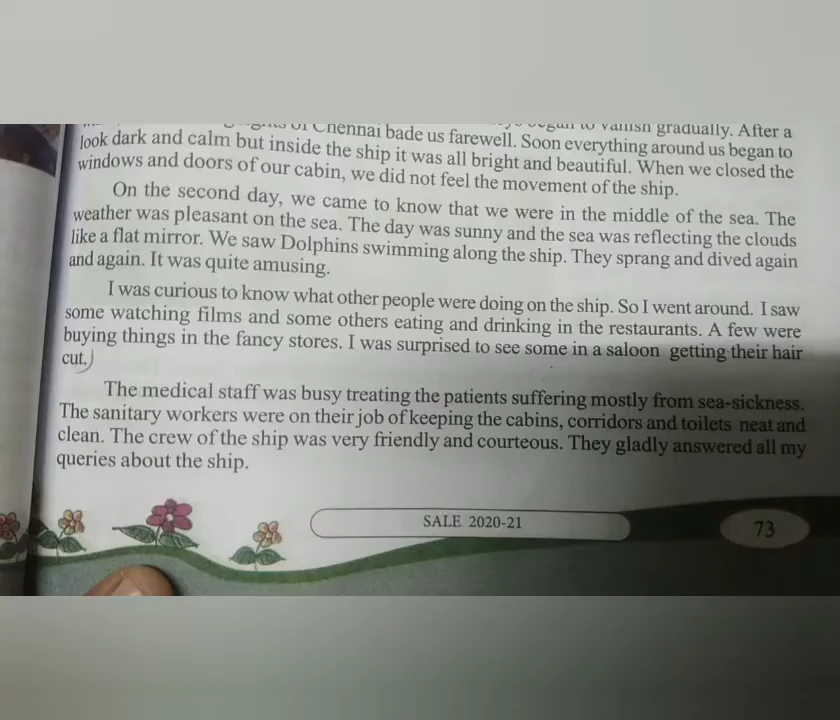 of Chennai bade us farewell. began to vanish gradually. After a
look dark and calm but inside the ship it was all bright and beautiful. Soon everything around us began to
windows and doors of our cabin, we did not feel the movement of the ship. When we closed the
On the second day, we came to know that we were in the middle of the sea. The
weather was pleasant on the sea. The day was sunny and the sea was reflecting the clouds
like a flat mirror. We saw Dolphins swimming along the ship. They sprang and dived again
and again. It was quite amusing.
I was curious to know what other people were doing on the ship. So I went around. I saw
some watching films and some others eating and drinking in the restaurants. A few were
buying things in the fancy stores. I was surprised to see some in a saloon getting their hair
cut.
The medical staff was busy treating the patients suffering mostly from sea-sickness.
The sanitary workers were on their job of keeping the cabins, corridors and toilets neat and
clean. The crew of the ship was very friendly and courteous. They gladly answered all my
queries about the ship.
SALE 2020-21
73